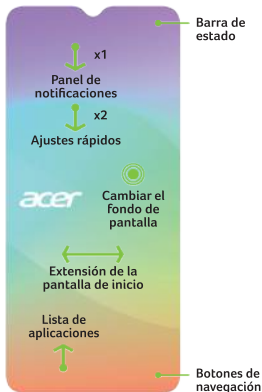 Barra de
estado
x1
Panel de
notificaciones
x2
Ajustes rápidos
acer
Cambiar el
fondo de
pantalla
Extensión de la
pantalla de inicio
Lista de
aplicaciones
Botones de
navegación